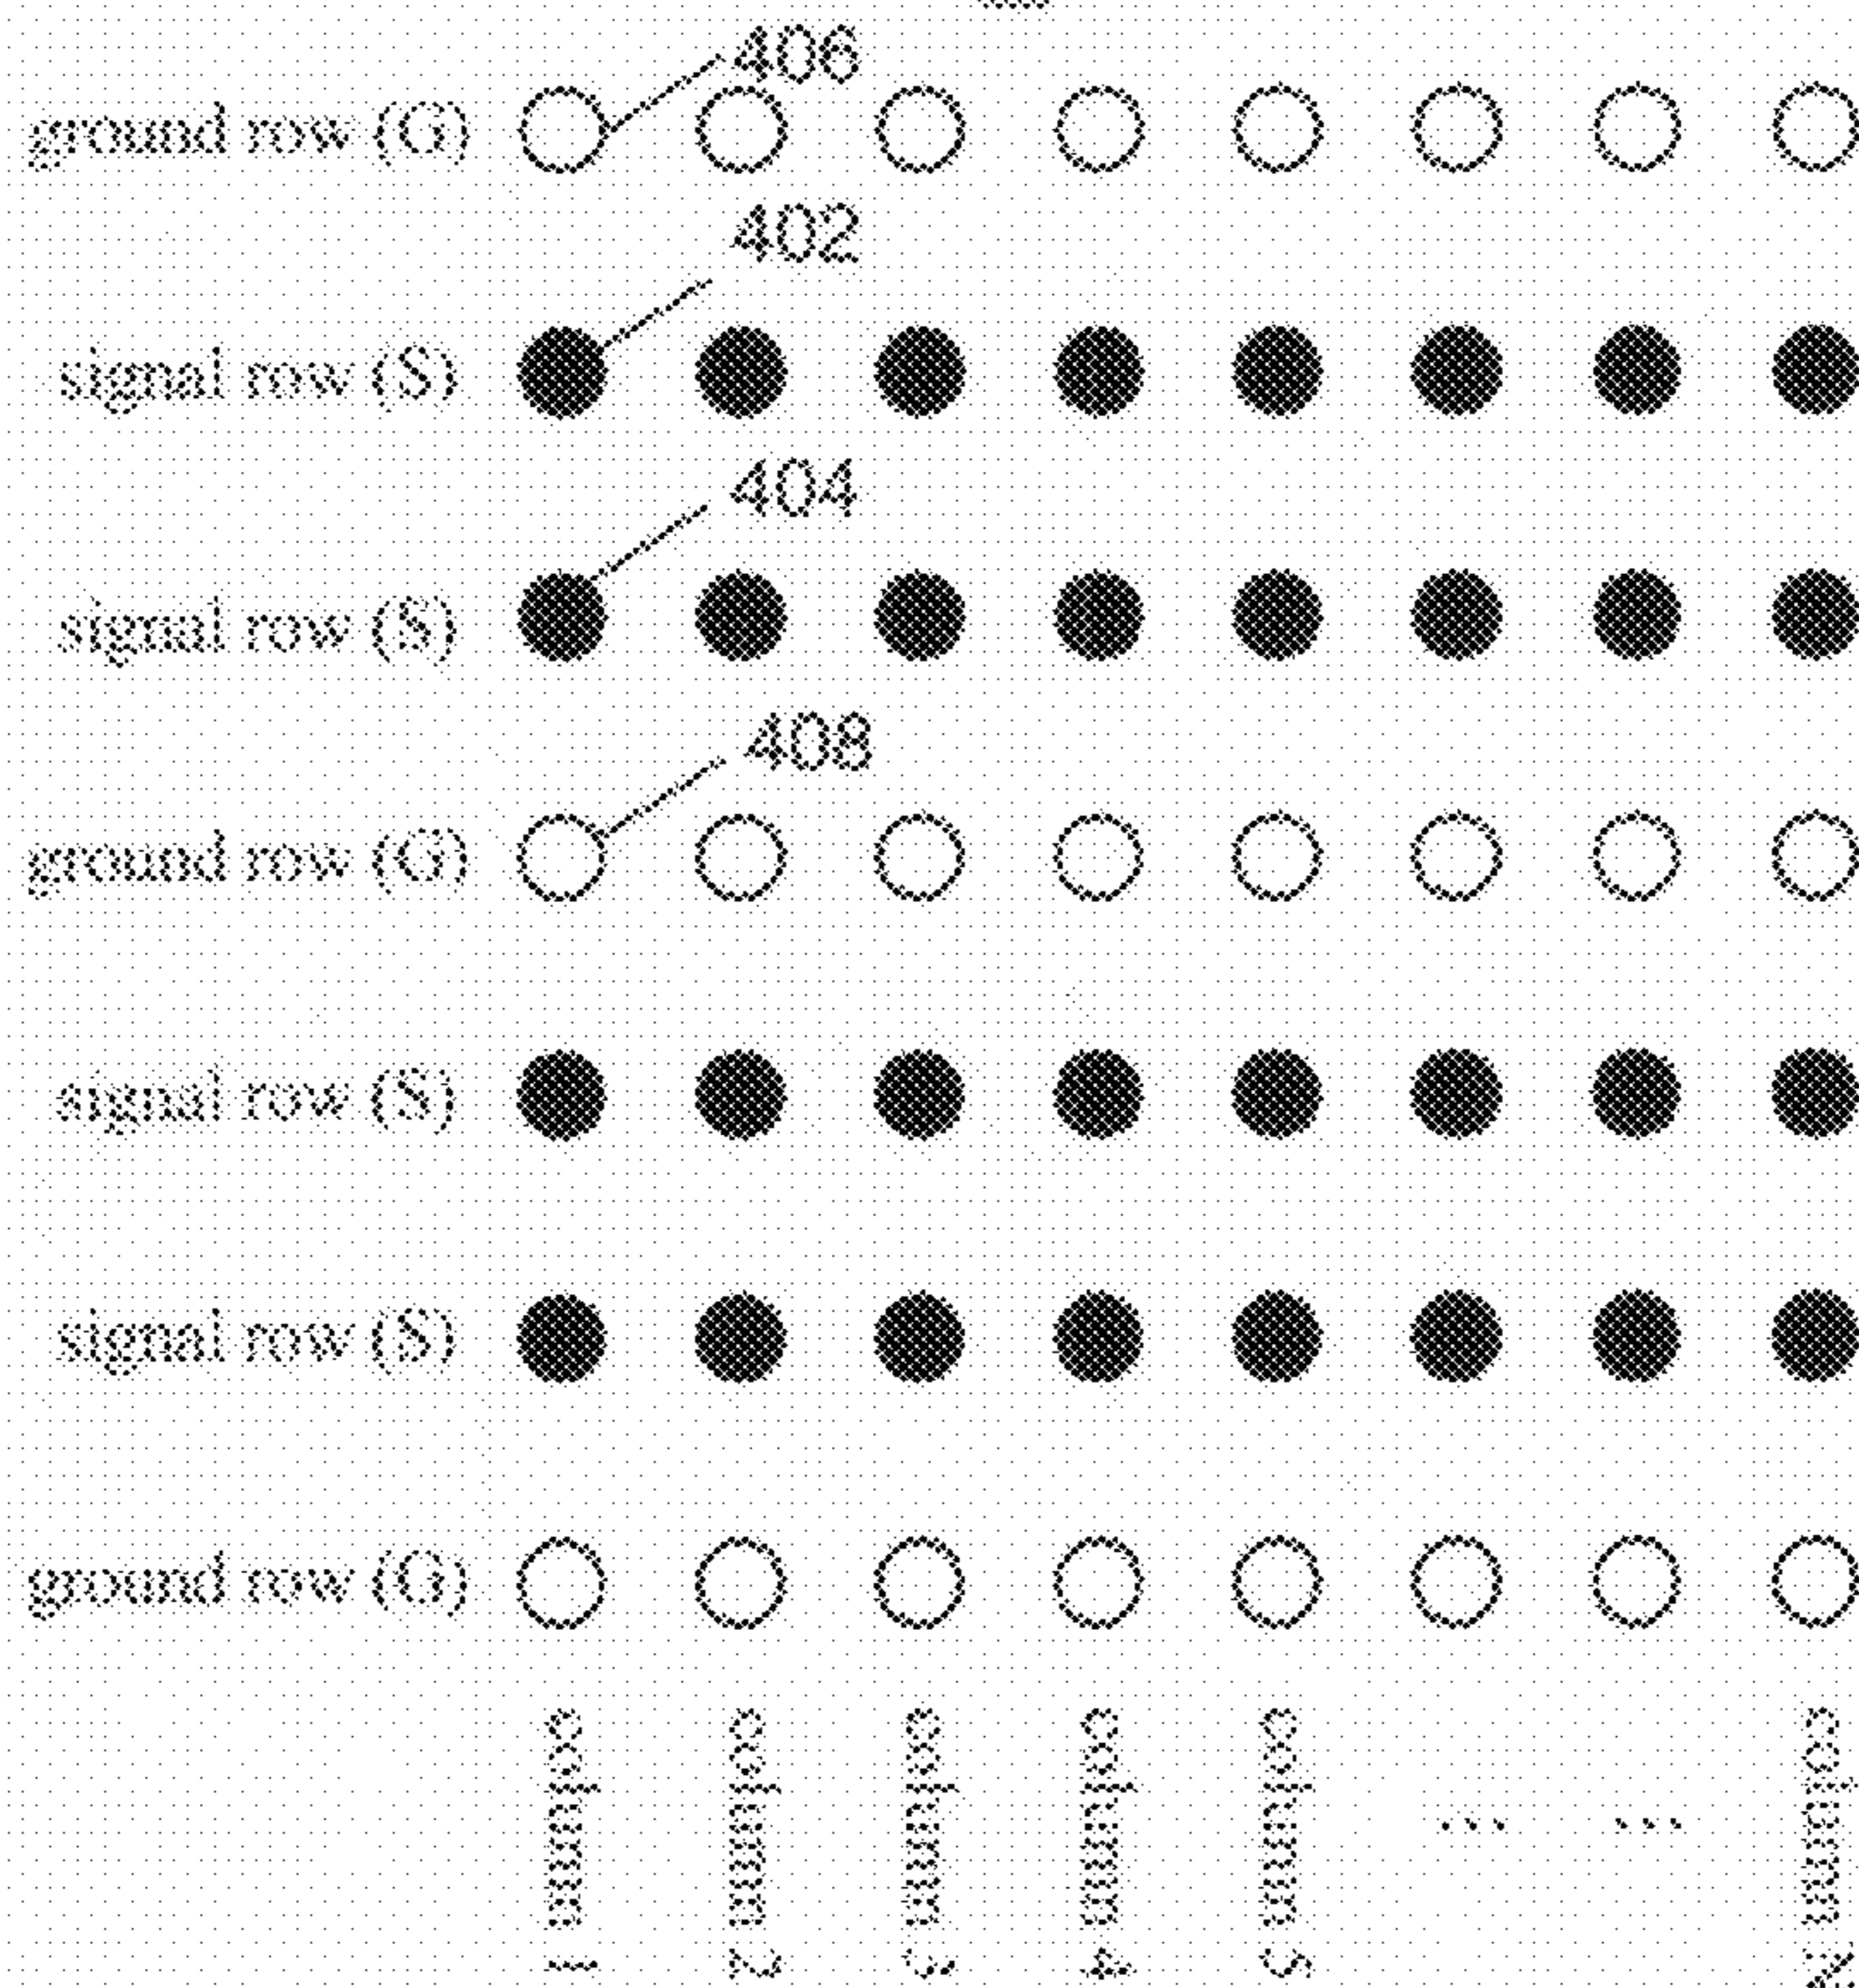 406
ground row (G)
402
signal row (S)
404
signal row (S)
408
ground row (G)
signal row (S)
signal row (S)
ground row (G)
column 1
column 2
column 3
column 4
column 5
...
...
column N